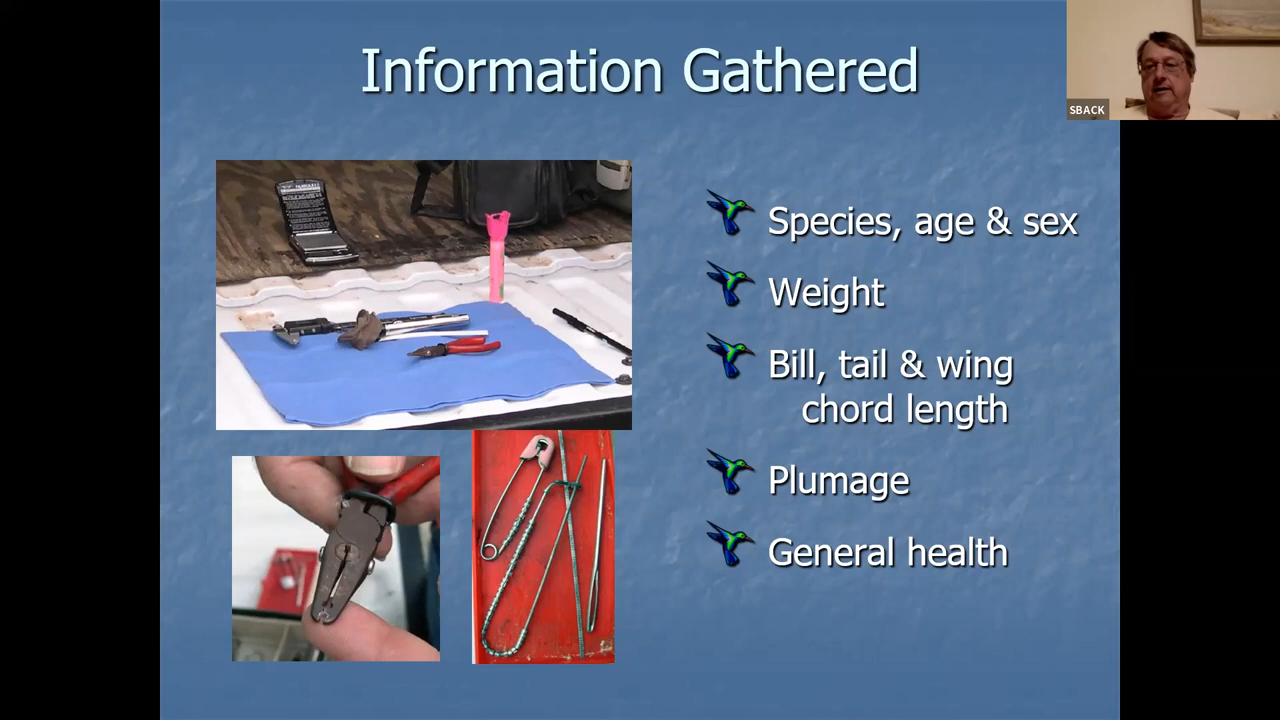 Information Gathered
SBACK
Species, age & sex
Weight
Bill, tail & wing
chord length
Plumage
General health